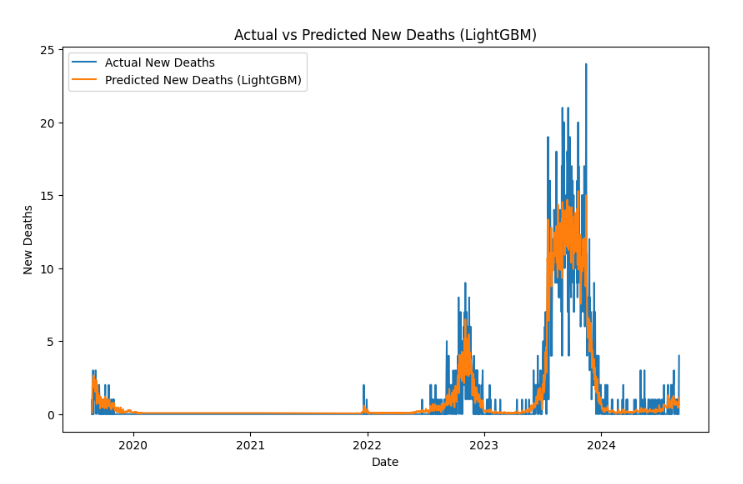 Actual vs Predicted New Deaths (LightGBM)
Actual New Deaths
Predicted New Deaths (LightGBM)
New Deaths
25
20
15
10
5
0
2020 2021 2022 2023 2024
Date